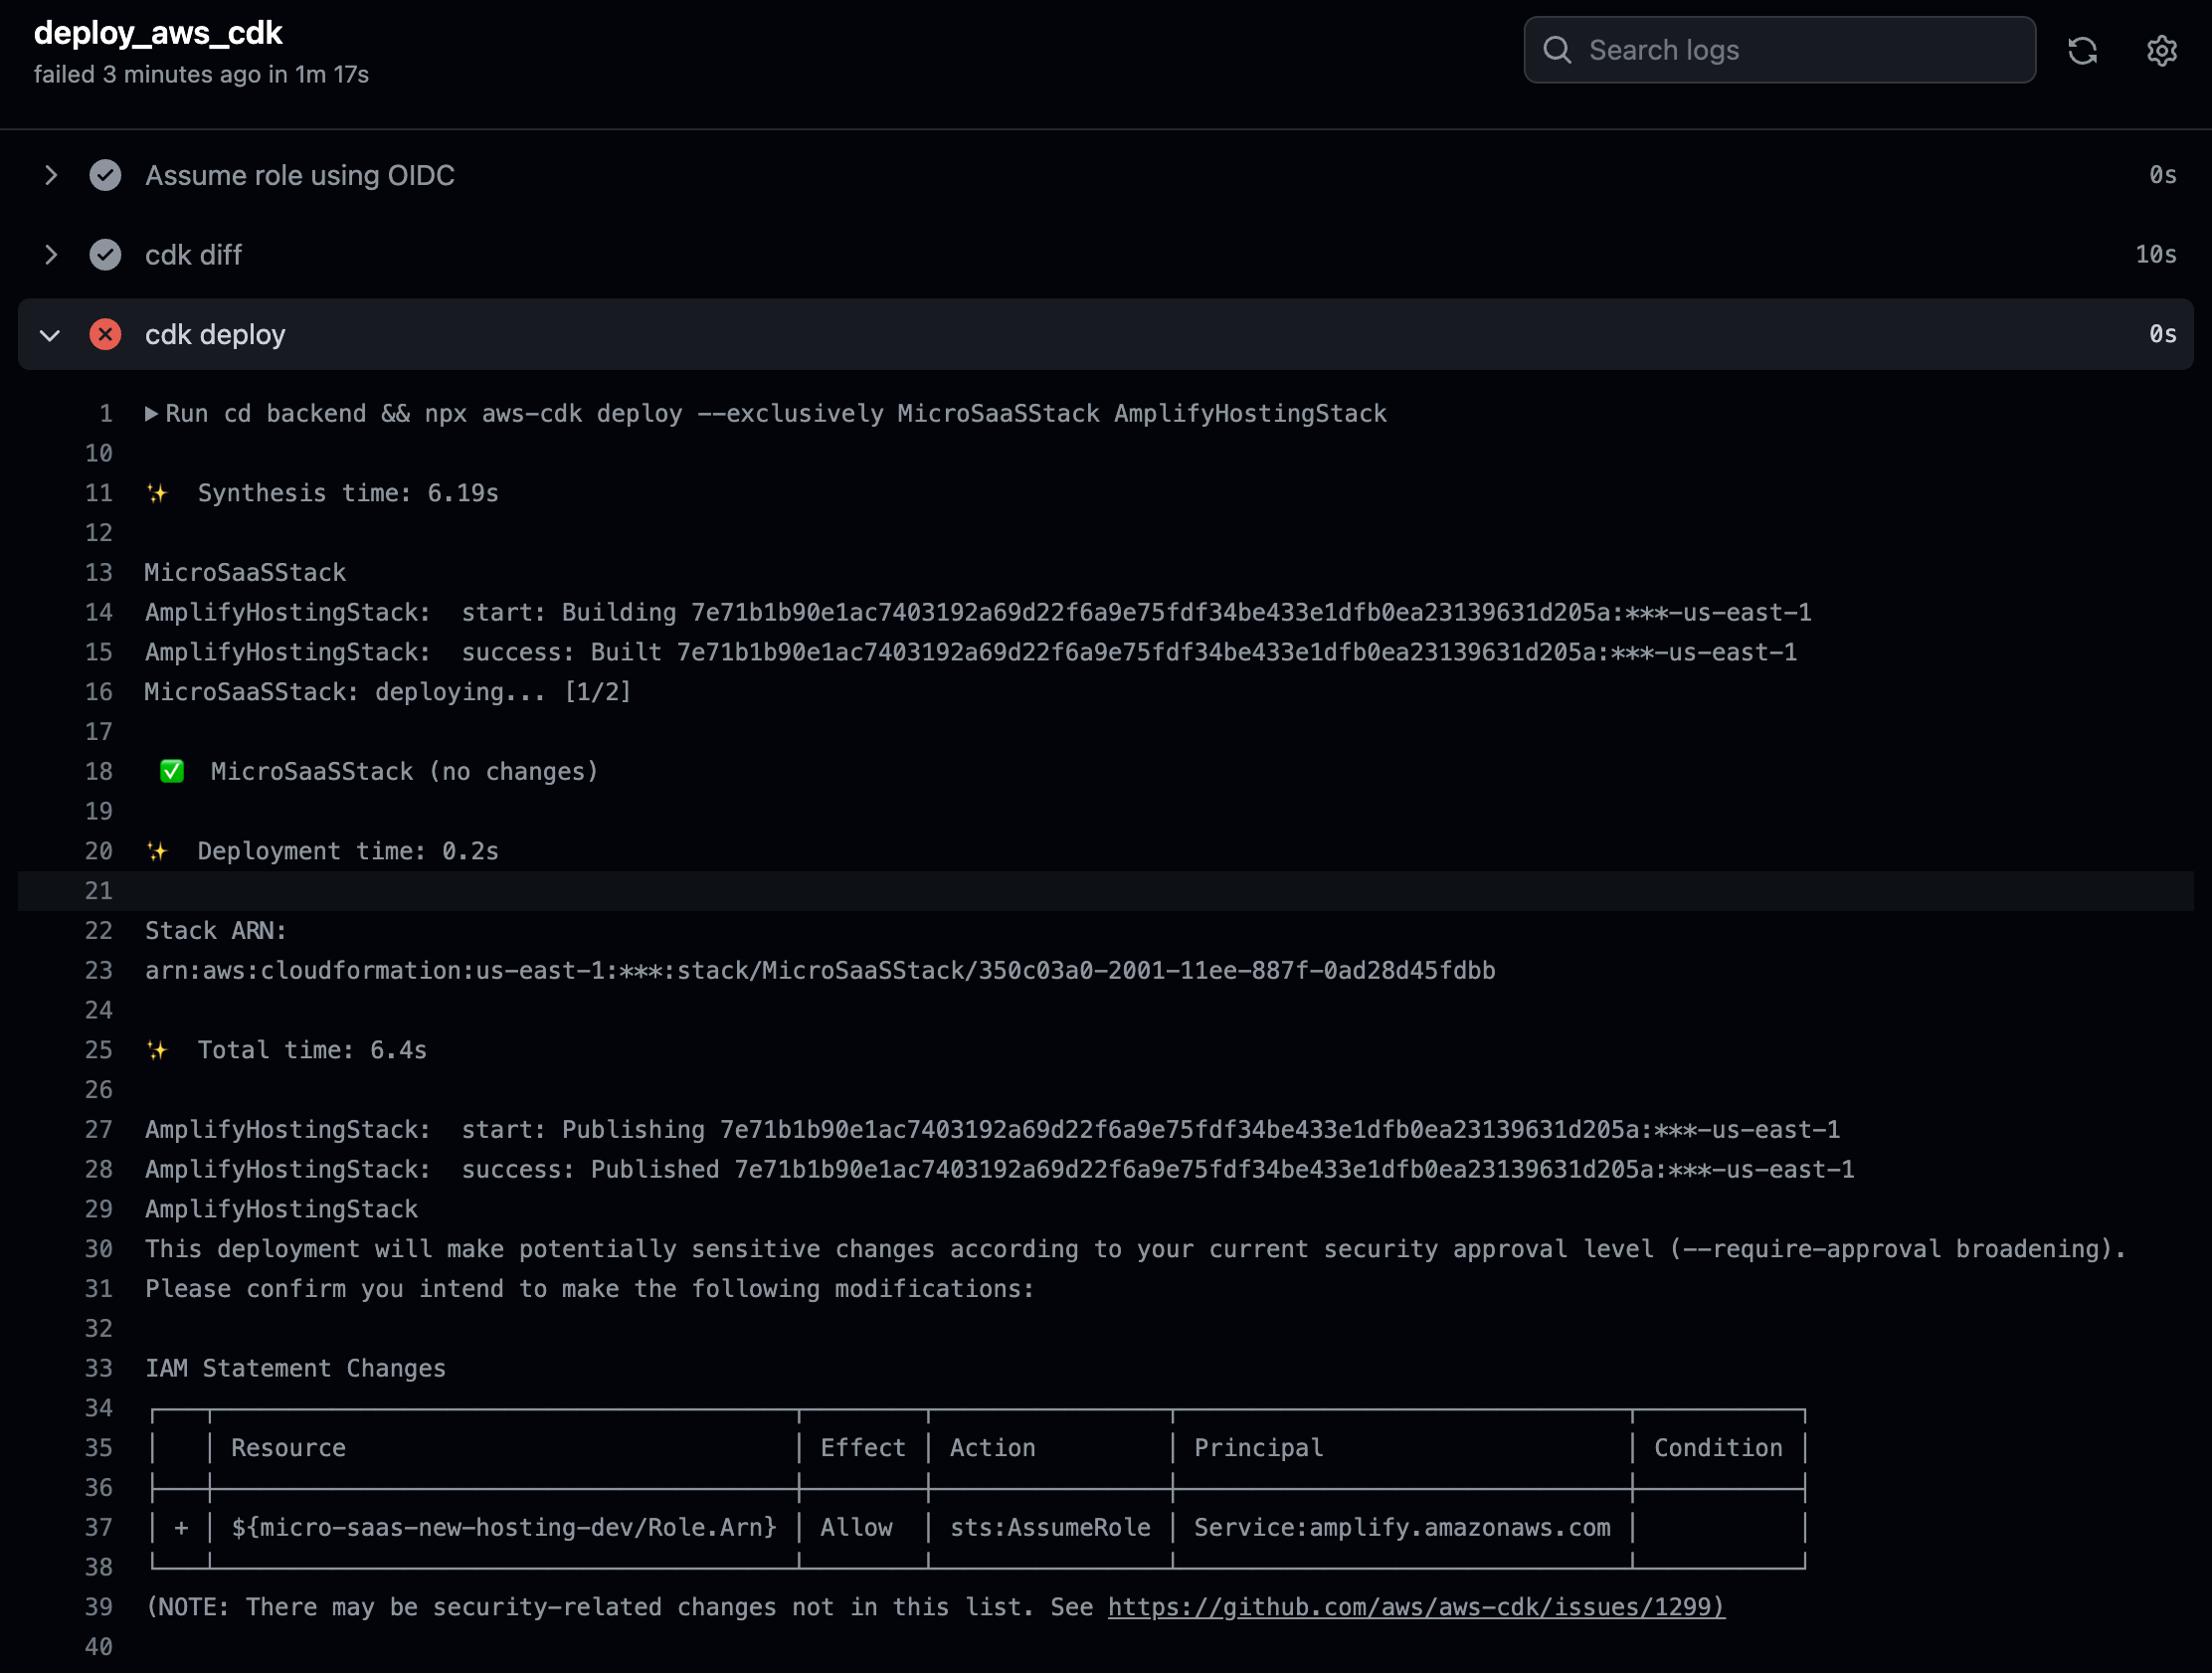 deploy_aws_cdk
failed 3 minutes ago in 1m 17s
Search logs
Assume role using OIDC 0s
cdk diff 10s
cdk deploy 0s
1 Run cd backend && npx aws-cdk deploy --exclusively MicroSaaSStack AmplifyHostingStack
10
11 ✨ Synthesis time: 6.19s
12
13 MicroSaaSStack
14 AmplifyHostingStack: start: Building 7e71b1b90e1ac7403192a69d22f6a9e75fdf34be433e1dfb0ea23139631d205a:***-us-east-1
15 AmplifyHostingStack: success: Built 7e71b1b90e1ac7403192a69d22f6a9e75fdf34be433e1dfb0ea23139631d205a:***-us-east-1
16 MicroSaaSStack: deploying... [1/2]
17
18 ✅ MicroSaaSStack (no changes)
19
20 ✨ Deployment time: 0.2s
21
22 Stack ARN:
23 arn:aws:cloudformation:us-east-1:***:stack/MicroSaaSStack/350c03a0-2001-11ee-887f-0ad28d45fdbb
24
25 ✨ Total time: 6.4s
26
27 AmplifyHostingStack: start: Publishing 7e71b1b90e1ac7403192a69d22f6a9e75fdf34be433e1dfb0ea23139631d205a:***-us-east-1
28 AmplifyHostingStack: success: Published 7e71b1b90e1ac7403192a69d22f6a9e75fdf34be433e1dfb0ea23139631d205a:***-us-east-1
29 AmplifyHostingStack
30 This deployment will make potentially sensitive changes according to your current security approval level (--require-approval broadening).
31 Please confirm you intend to make the following modifications:
32
33 IAM Statement Changes
34
35 Resource Effect Action Principal Condition
36
37 + ${micro-saas-new-hosting-dev/Role.Arn} Allow sts:AssumeRole Service:amplify.amazonaws.com
38
39 (NOTE: There may be security-related changes not in this list. See https://github.com/aws/aws-cdk/issues/1299)
40